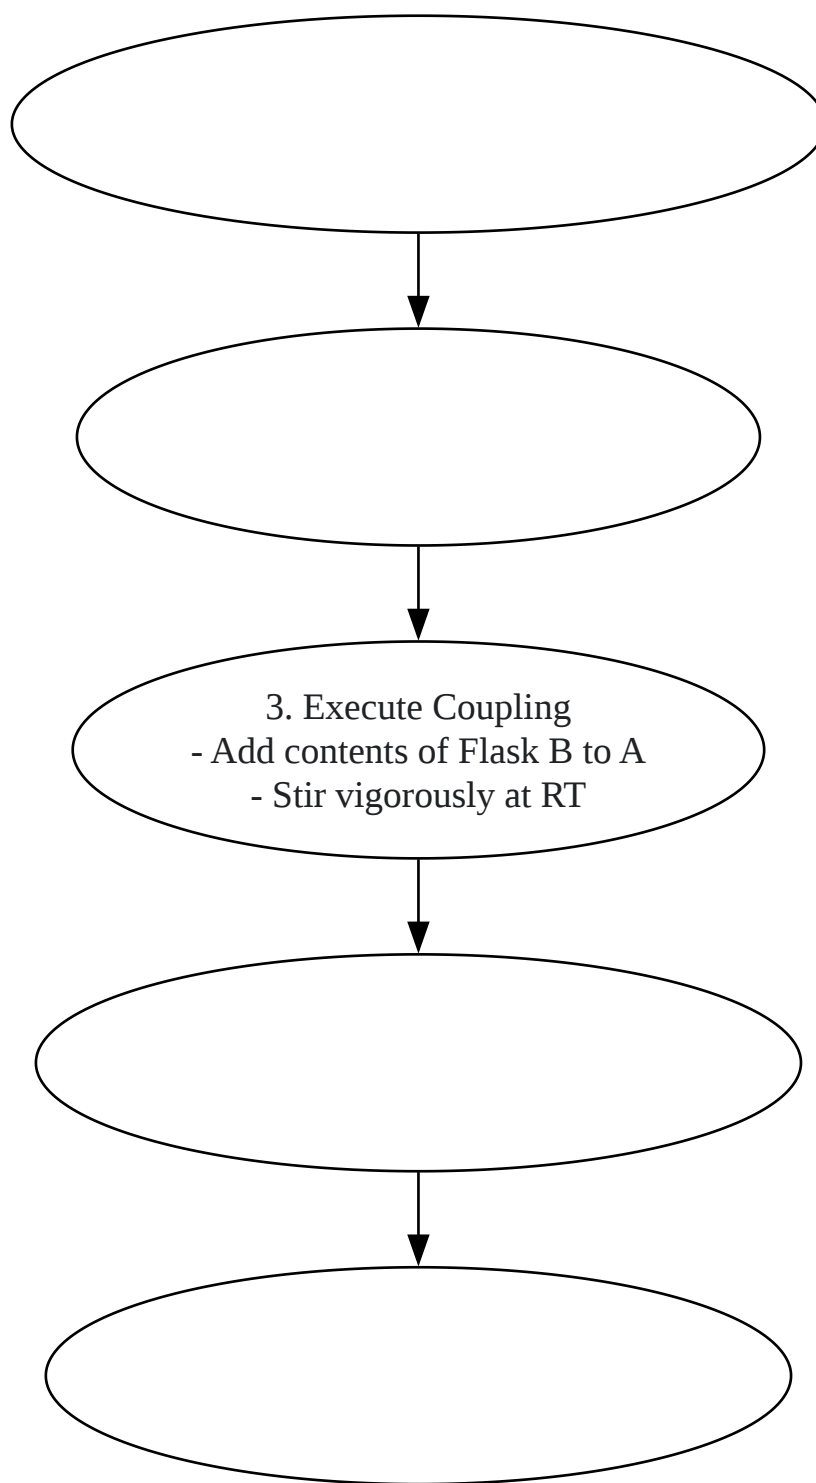 3. Execute Coupling
- Add contents of Flask B to A
- Stir vigorously at RT